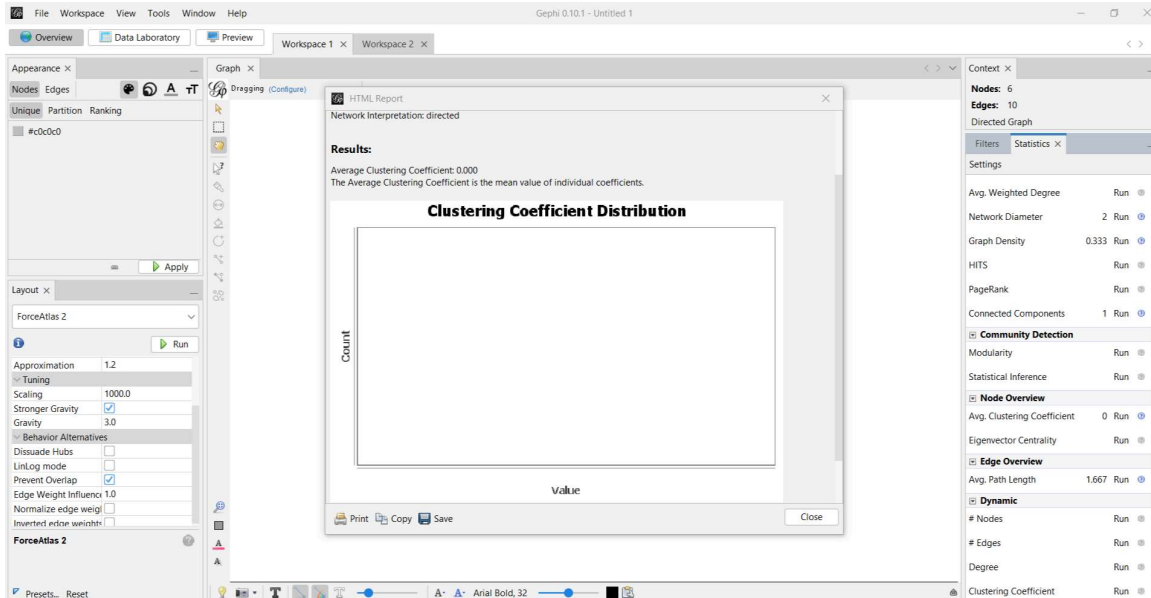 File Workspace View Tools Window Help
Gephi 0.10.1 - Untitled 1
Overview
Data Laboratory
Preview
Workspace 1 ×
Workspace 2 ×
Appearance ×
Nodes Edges
Unique Partition Ranking
#c0c0c0
Apply
Layout ×
ForceAtlas 2
Run
Approximation 1.2
Tuning
Scaling 1000.0
Stronger Gravity
Gravity 3.0
Behavior Alternatives
Dissuade Hubs
LinLog mode
Prevent Overlap
Edge Weight Influenc 1.0
Normalize edge weigl
Inverted edge weights
ForceAtlas 2
Presets... Reset
Graph ×
Dragging (Configure)
HTML Report
Network Interpretation: directed
Results:
Average Clustering Coefficient: 0.000
The Average Clustering Coefficient is the mean value of individual coefficients.
Clustering Coefficient Distribution
Count
Value
Print Copy Save
Close
A- A- Arial Bold, 32
Context ×
Nodes: 6
Edges: 10
Directed Graph
Filters Statistics ×
Settings
Avg. Weighted Degree Run
Network Diameter 2 Run
Graph Density 0.333 Run
HITS Run
PageRank Run
Connected Components 1 Run
Community Detection
Modularity Run
Statistical Inference Run
Node Overview
Avg. Clustering Coefficient 0 Run
Eigenvector Centrality Run
Edge Overview
Avg. Path Length 1.667 Run
Dynamic
# Nodes Run
# Edges Run
Degree Run
Clustering Coefficient Run